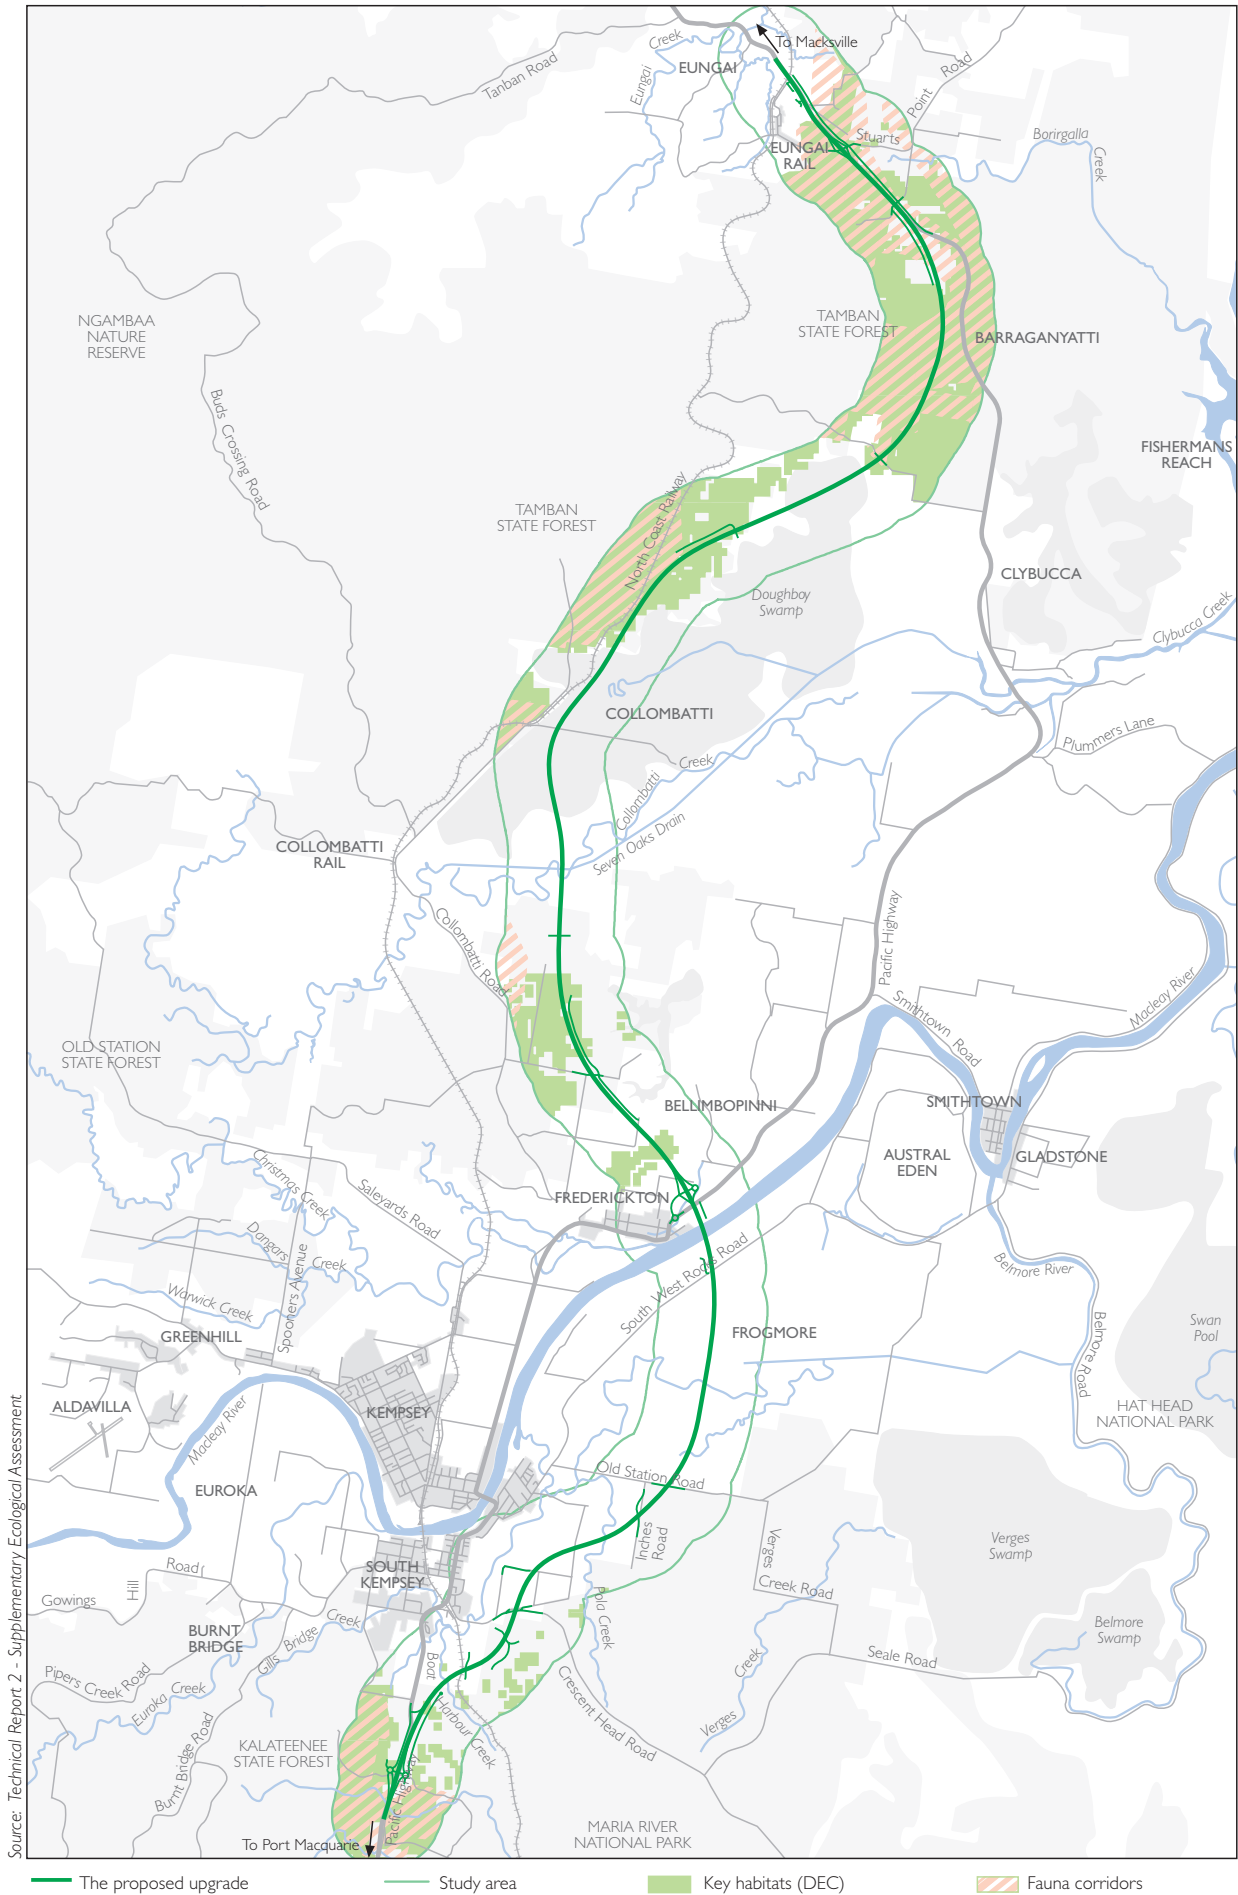 To Macksville
Creek
EUNGAI
Tanban Road
Eungai
Point
Road
Stuarts
Borirgalla
Creek
EUNGAI
RAIL
NGAMBAA
NATURE
RESERVE
TAMBAN
STATE FOREST
BARRAGANYATTI
Buds Crossing Road
FISHERMANS
REACH
TAMBAN
STATE FOREST
North Coast Railway
CLYBUCCA
Doughboy
Swamp
Clybucca Creek
COLLOMBATTI
Plummers Lane
Creek
Collombatti
Seven Oaks Drain
COLLOMBATTI
RAIL
Collombatti Road
Pacific Highway
Macleay River
Smithtown Road
OLD STATION
STATE FOREST
SMITHTOWN
BELLIMBOPINNI
AUSTRAL
EDEN
GLADSTONE
Christmas Creek
Saleyards Road
FREDERICKTON
Dangars Creek
Spooners Avenue
South West Rocks Road
Belmore River
Warwick Creek
GREENHILL
FROGMORE
Belmore Road
Swan
Pool
ALDAVILLA
KEMPSEY
HAT HEAD
NATIONAL PARK
Macleay River
Old Station Road
EUROKA
Inches
Road
Verges
Creek Road
Verges
Swamp
SOUTH
KEMPSEY
Road
Hill
Gowings
Pola Creek
Belmore
Swamp
BURNT
BRIDGE
Gills Bridge Creek
Boat
Harbour Creek
Seale Road
Pipers Creek Road
Euroka Creek
Crescent Head Road
Verges Creek
KALATEENEE
STATE FOREST
Burnt Bridge Road
Pacific Highway
MARIA RIVER
NATIONAL PARK
To Port Macquarie
Source: Technical Report 2 - Supplementary Ecological Assessment
The proposed upgrade
Study area
Key habitats (DEC)
Fauna corridors